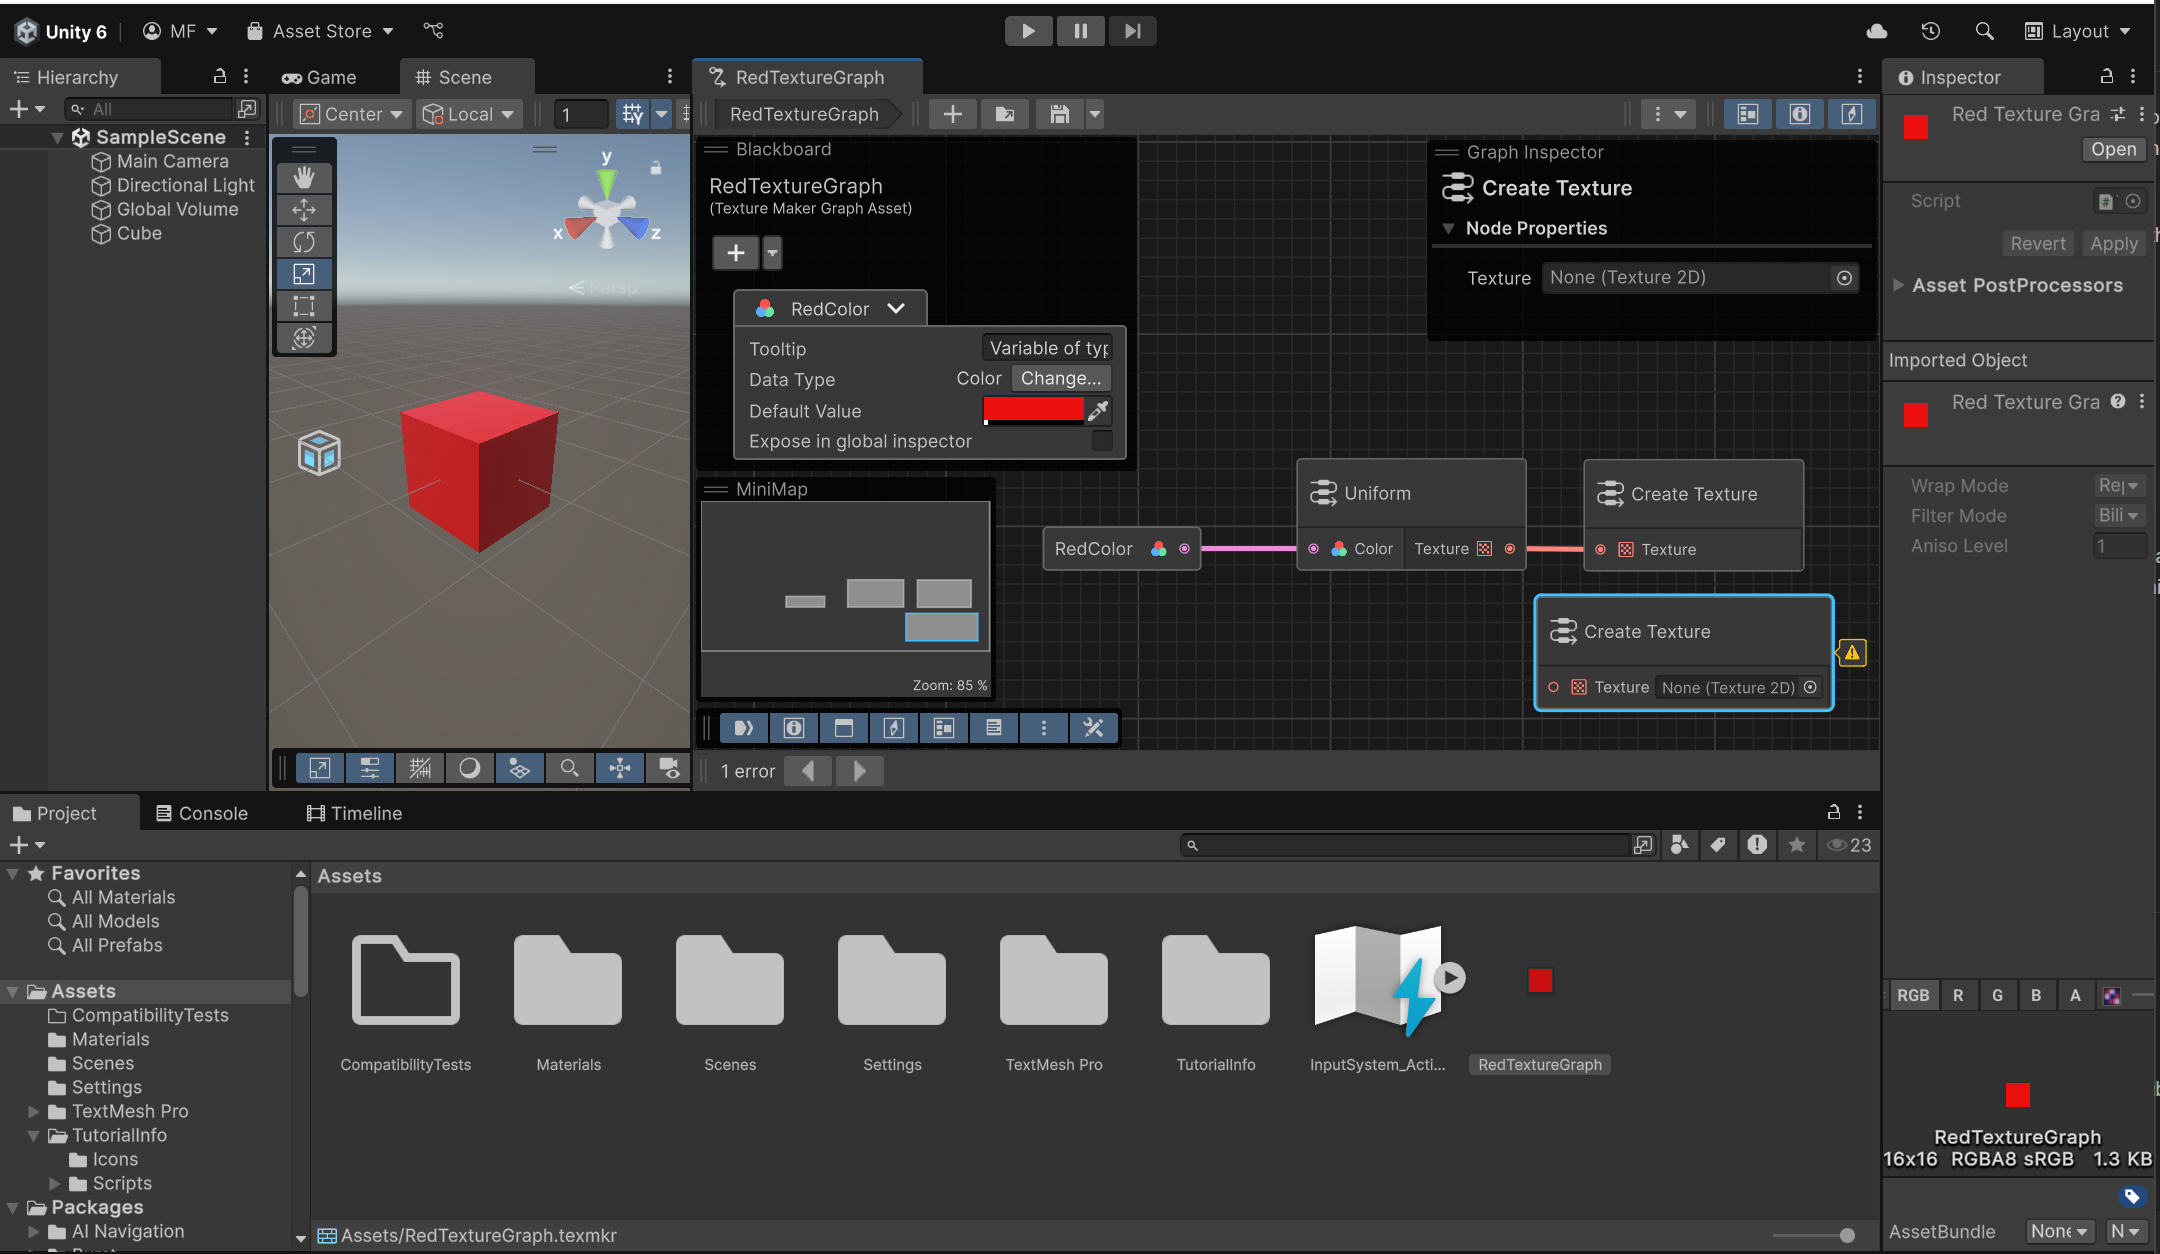 Unity 6
MF
Asset Store
Layout
Hierarchy
All
SampleScene
Main Camera
Directional Light
Global Volume
Cube
Game
Scene
Center
Local
1
y
x
z
Persp
RedTextureGraph
RedTextureGraph
Blackboard
RedTextureGraph
(Texture Maker Graph Asset)
RedColor
Tooltip
Variable of typ
Data Type
Color
Change...
Default Value
Expose in global inspector
MiniMap
Zoom: 85 %
Graph Inspector
Create Texture
Node Properties
Texture
None (Texture 2D)
RedColor
Uniform
Color
Texture
Create Texture
Texture
Create Texture
Texture
None (Texture 2D)
1 error
Inspector
Red Texture Gra
Open
Script
Revert
Apply
Asset PostProcessors
Imported Object
Red Texture Gra
Wrap Mode
Filter Mode
Bili
Aniso Level
1
RGB
R
G
B
A
RedTextureGraph
16x16 RGBA8 sRGB 1.3 KB
AssetBundle
None
N
Project
Console
Timeline
23
Favorites
All Materials
All Models
All Prefabs
Assets
CompatibilityTests
Materials
Scenes
Settings
TextMesh Pro
TutorialInfo
Icons
Scripts
Packages
AI Navigation
Assets
CompatibilityTests
Materials
Scenes
Settings
TextMesh Pro
TutorialInfo
InputSystem_Acti...
RedTextureGraph
Assets/RedTextureGraph.texmkr